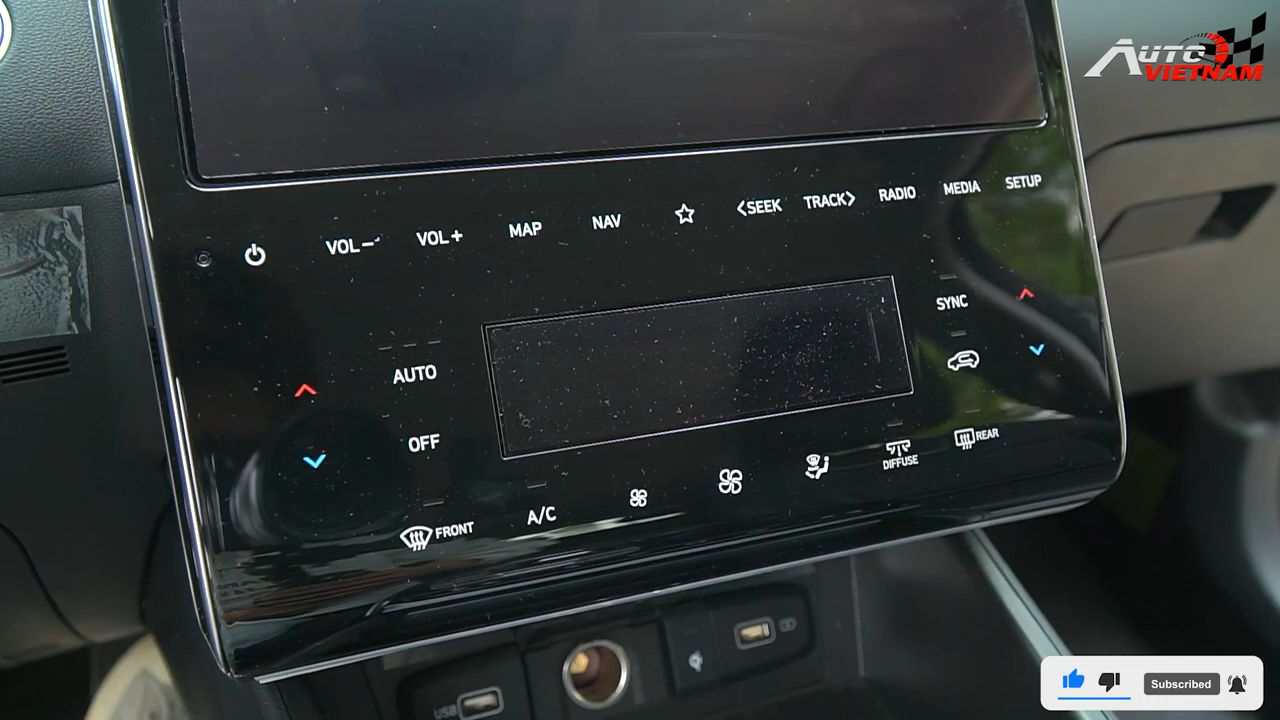 AUTO
VIETNAM
VOL− VOL+ MAP NAV <SEEK TRACK> RADIO MEDIA SETUP
SYNC
AUTO
OFF
FRONT A/C DIFFUSE REAR
USB
Subscribed